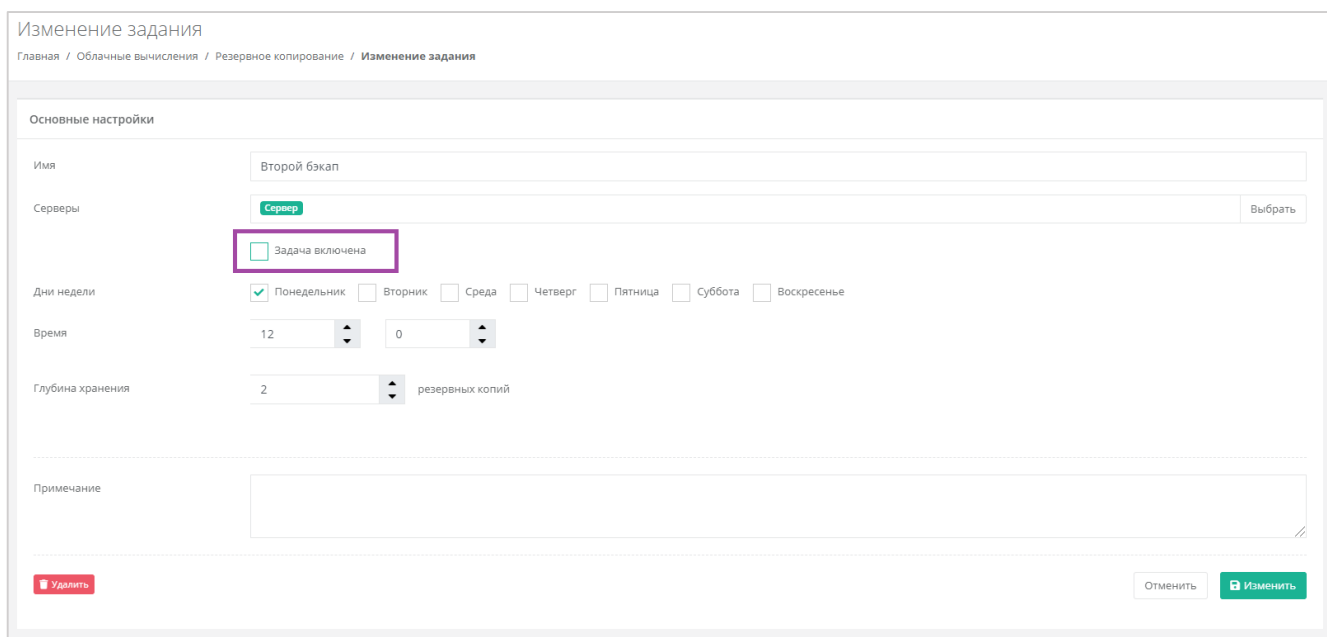 Изменение задания
Главная / Облачные вычисления / Резервное копирование / Изменение задания
Основные настройки
Имя Второй бэкап
Серверы Сервер Выбрать
Задача включена
Дни недели Понедельник Вторник Среда Четверг Пятница Суббота Воскресенье
Время 12 0
Глубина хранения 2 резервных копий
Примечание
Удалить Отменить Изменить